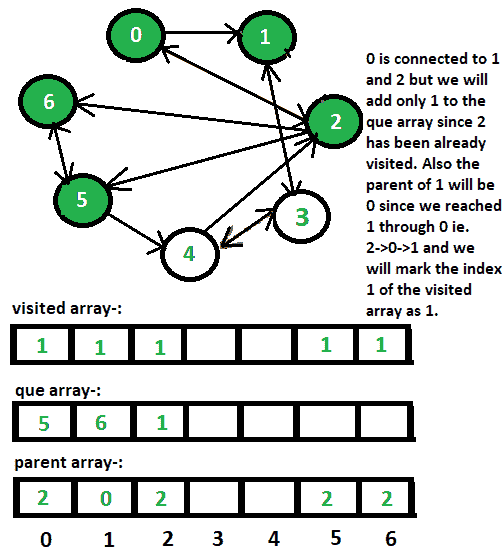 0
1
6
2
5
3
4
0 is connected to 1
and 2 but we will
add only 1 to the
que array since 2
has been already
visited. Also the
parent of 1 will be
0 since we reached
1 through 0 ie.
2->0->1 and we
will mark the index
1 of the visited
array as 1.
visited array-:
1 1 1 1 1
que array-:
5 6 1
parent array-:
2 0 2 2 2
0 1 2 3 4 5 6